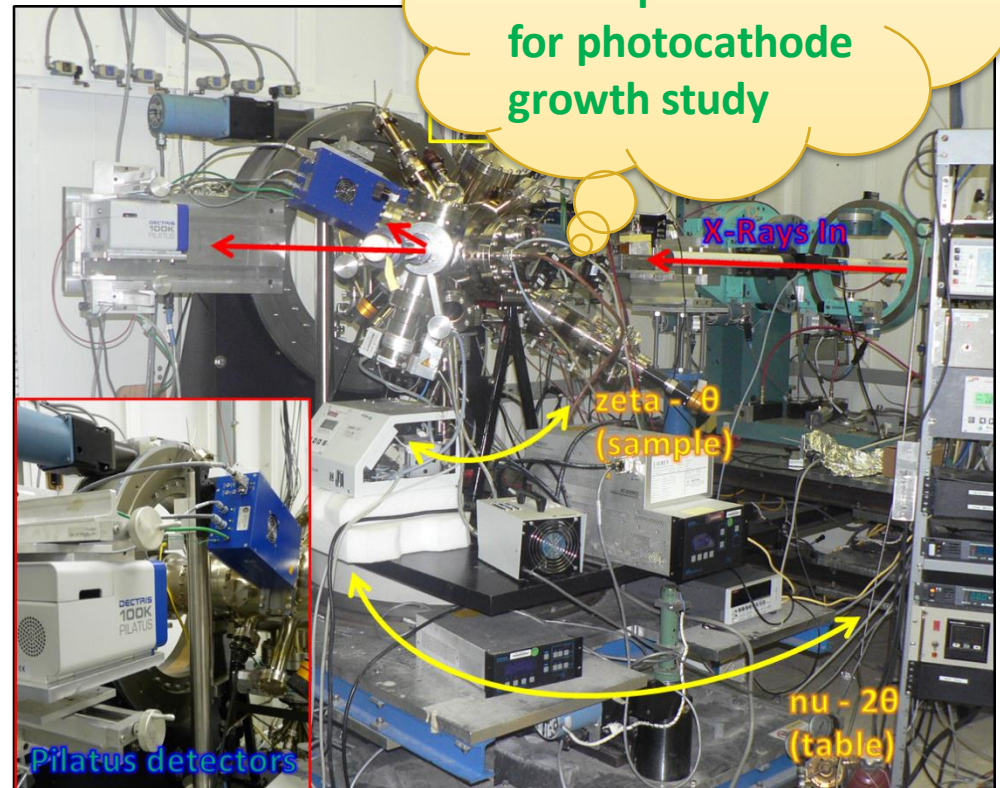 for photocathode
growth study
X-Rays In
DECTRIS
100K
PILATUS
zeta - θ
(sample)
DECTRIS
100K
PILATUS
nu - 2θ
(table)
Pilatus detectors